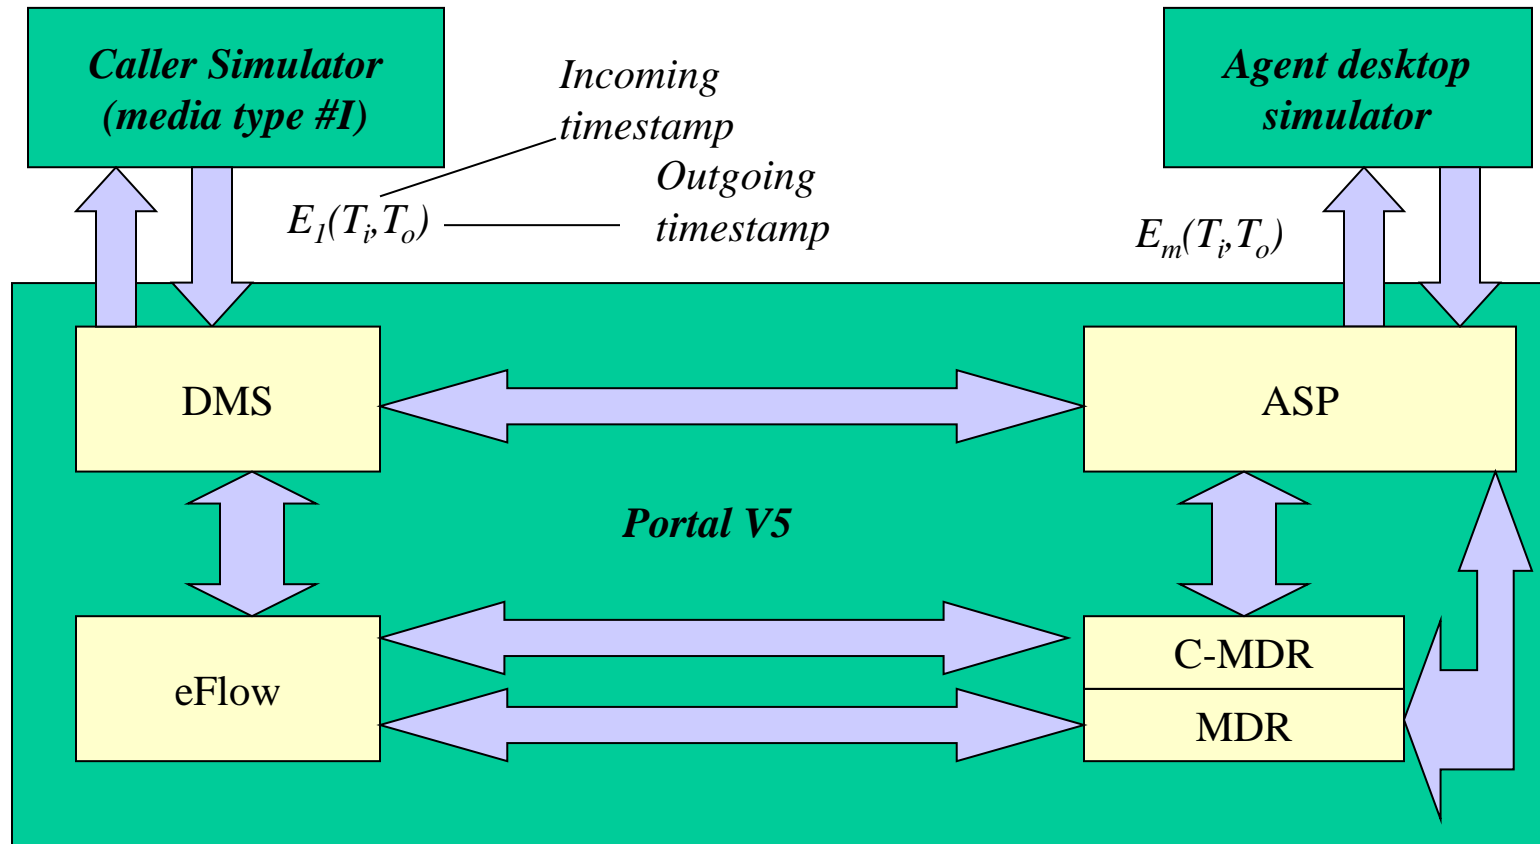 Caller Simulator
(media type #I)
Incoming
timestamp
Outgoing
timestamp
E1(Ti,To)
Agent desktop
simulator
Em(Ti,To)
DMS
ASP
Portal V5
eFlow
C-MDR
MDR